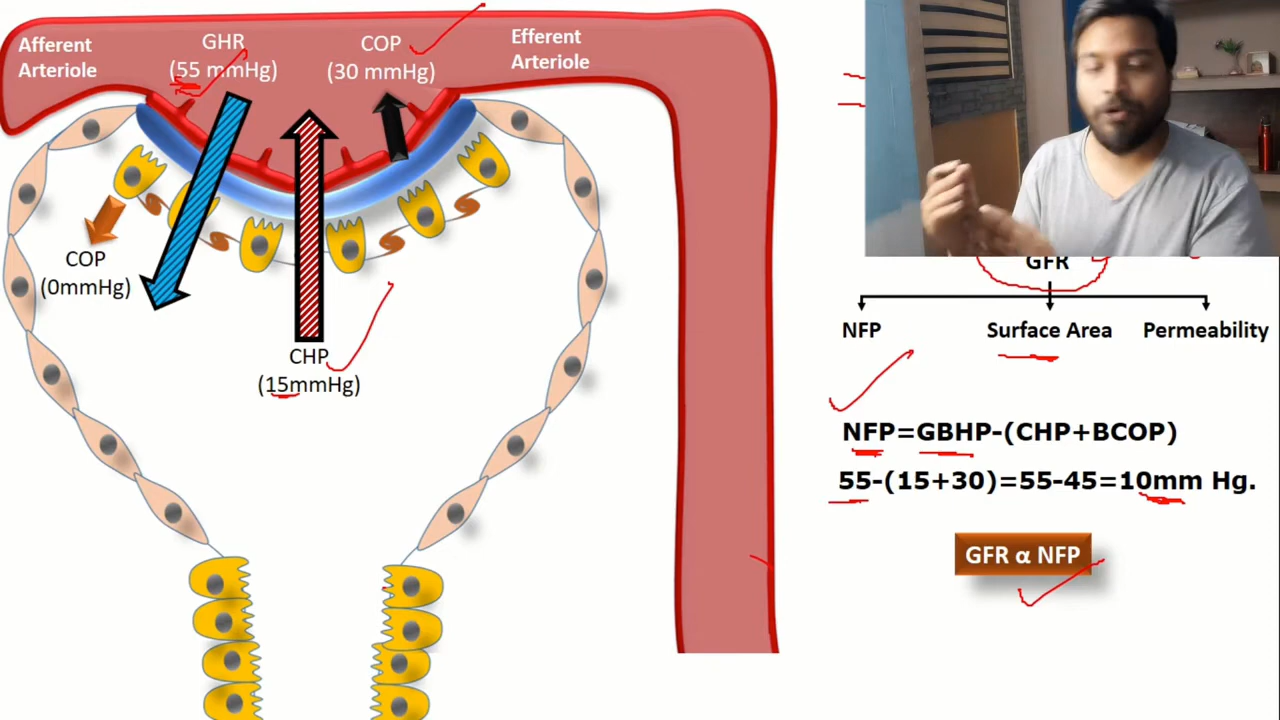 Afferent
Arteriole
GHR
(55 mmHg)
COP
(30 mmHg)
Efferent
Arteriole
COP
(0mmHg)
CHP
(15mmHg)
GFR
NFP
Surface Area
Permeability
NFP=GBHP-(CHP+BCOP)
55-(15+30)=55-45=10mm Hg.
GFR α NFP